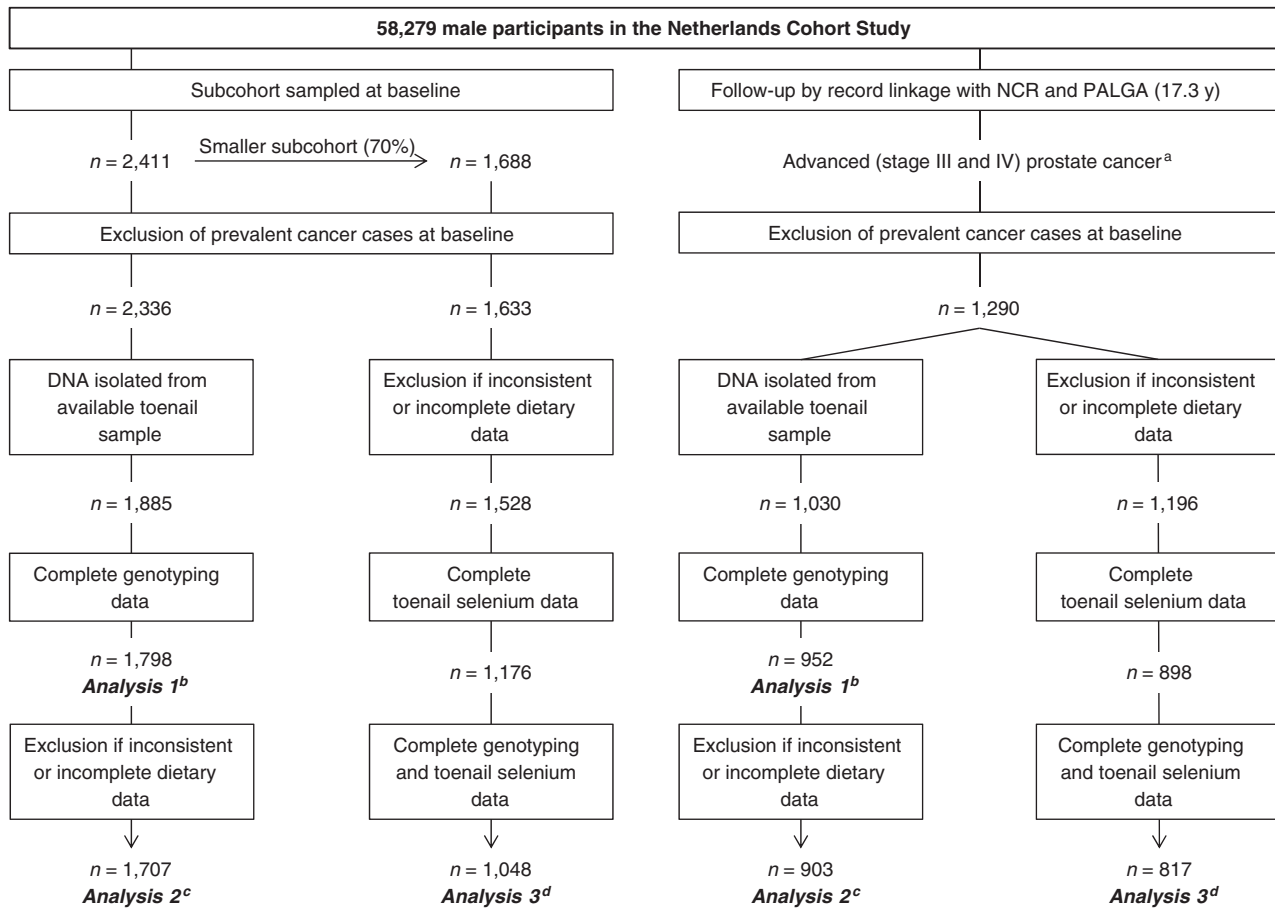 58,279 male participants in the Netherlands Cohort Study
Subcohort sampled at baseline
Follow-up by record linkage with NCR and PALGA (17.3 y)
n = 2,411
Smaller subcohort (70%)
n = 1,688
Advanced (stage III and IV) prostate cancer^a
Exclusion of prevalent cancer cases at baseline
Exclusion of prevalent cancer cases at baseline
n = 2,336
n = 1,633
n = 1,290
DNA isolated from
available toenail
sample
Exclusion if inconsistent
or incomplete dietary
data
DNA isolated from
available toenail
sample
Exclusion if inconsistent
or incomplete dietary
data
n = 1,885
n = 1,528
n = 1,030
n = 1,196
Complete genotyping
data
Complete
toenail selenium data
Complete genotyping
data
Complete
toenail selenium data
n = 1,798
Analysis 1^b
n = 1,176
n = 952
Analysis 1^b
n = 898
Exclusion if inconsistent
or incomplete dietary
data
Complete genotyping
and toenail selenium
data
Exclusion if inconsistent
or incomplete dietary
data
Complete genotyping
and toenail selenium
data
n = 1,707
Analysis 2^c
n = 1,048
Analysis 3^d
n = 903
Analysis 2^c
n = 817
Analysis 3^d